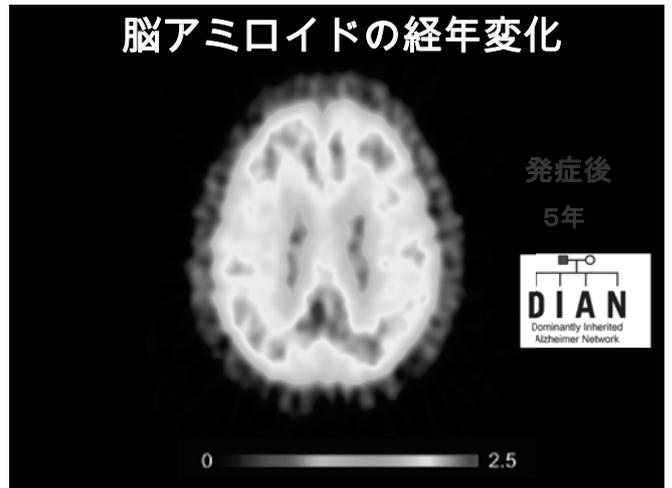 脳アミロイドの経年変化
発症後
5年
DIAN
Dominantly Inherited
Alzheimer Network
0 2.5